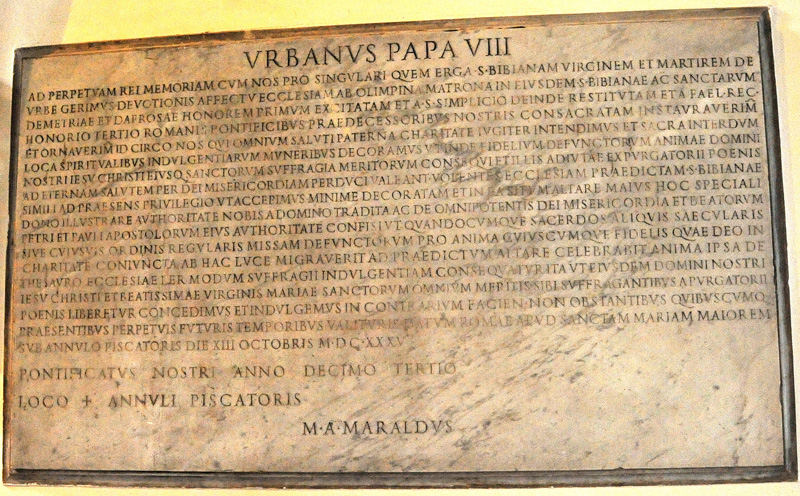 VRBANVS PAPA VIII
AD PERPETVAM REI MEMORIAM CVM NOS PRO SINGVLARI QVEM ERGA·S·BIBIANAM VIRGINEM ET MARTIREM DE
VRBE GERIMVS DEVOTIONIS AFFECTV ECCLESIAM AB OLIMPINA MATRONA IN EIVSDEM·S·BIBIANAE AC SANCTARVM
DEMETRIAE ET DAFROSAE HONOREM PRIMVM EXCITATAM ET A·S·SIMPLICIO DEINDE RESTITVTAM ET A FAEL·REC·
HONORIO TERTIO ROMANIS PONTIFICIBVS PRAEDECESSORIBVS NOSTRIS CONSACRATAM INSTAVRAVERIM
ET ORNAVERIM ID CIRCO NOS QVI OMNIVM SALVTI PATERNA CHARITATE IVGITER INTENDIMVS ET SACRA INTERDVM
LOCA SPIRITVALIBVS INDVLGENTIARVM MVNERIBVS DECORAMVS VT INDE FIDELIVM DEFVNCTORVM ANIMAE DOMINI
NOSTRI IESV CHRISTI EIVSQ SANCTORVM SVFFRAGIA MERITORVM CONSEQVI ET ILLIS ADIVTAE EX PVRGATORII POENIS
AD ETERNAM SALVTEM PER DEI MISERICORDIAM PERDVCI VALEANT VOLENTES ECCLESIAM PRAEDICTAM·S·BIBIANAE
SIMILI AD PRAESENS PRIVILEGIO VT ACCEPIMVS MINIME DECORATAM ET IN EA SITVM ALTARE MAIVS HOC SPECIALI
DONO ILLVSTRARE AVTHORITATE NOBIS A DOMINO TRADITA AC DE OMNIPOTENTIS DEI MISERICORDIA ET BEATORVM
PETRI ET PAVLI APOSTOLORVM EIVS AVTHORITATE CONFISI VT QVANDOCVMQVE SACERDOS ALIQVIS SAECVLARIS
SIVE CVIVSVIS ORDINIS REGVLARIS MISSAM DEFVNCTORVM PRO ANIMA CVIVSCVMQVE FIDELIS QVAE DEO IN
CHARITATE CONIVNCTA AB HAC LVCE MIGRAVERIT AD PRAEDICTVM ALTARE CELEBRABIT ANIMA IPSA DE
THESAVRO ECCLESIAE PER MODVM SVFFRAGII INDVLGENTIAM CONSEQVATVR ITA VT EIVSDEM DOMINI NOSTRI
IESV CHRISTI ET BEATISSIMAE VIRGINIS MARIAE SANCTORVM OMNIVM MERITIS SIBI SVFFRAGANTIBVS A PVRGATORII
POENIS LIBERETVR CONCEDIMVS ET INDVLGEMVS IN CONTRARIVM FACIEN·NON OBSTANTIBVS QVIBVSCVMQ
PRAESENTIBVS PERPETVIS FVTVRIS TEMPORIBVS VALITVRIS DATVM ROMAE APVD SANCTAM MARIAM MAIOREM
SVB ANNVLO PISCATORIS DIE XIII OCTOBRIS M·DC·XXXV
PONTIFICATVS NOSTRI ANNO DECIMO TERTIO
LOCO + ANNVLI PISCATORIS
M·A·MARALDVS